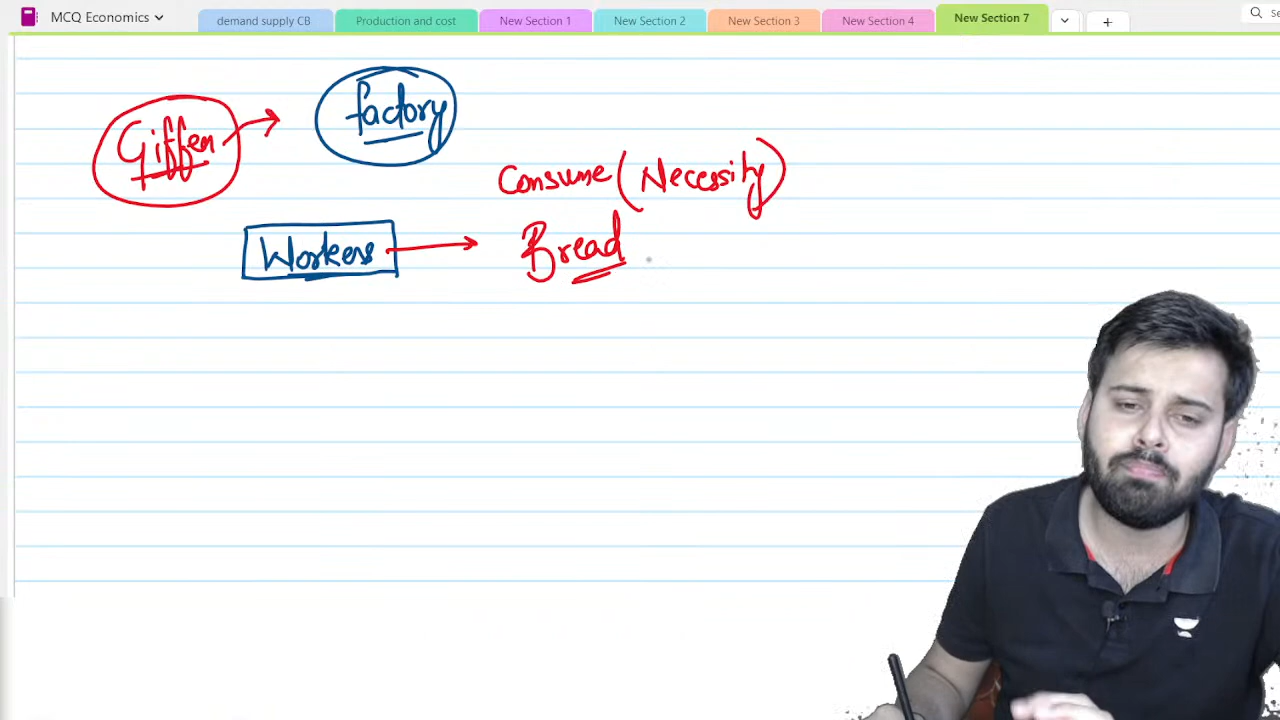 MCQ Economics
demand supply CB
Production and cost
New Section 1
New Section 2
New Section 3
New Section 4
New Section 7
Giffen
factory
Consume (Necessity)
Workers
Bread